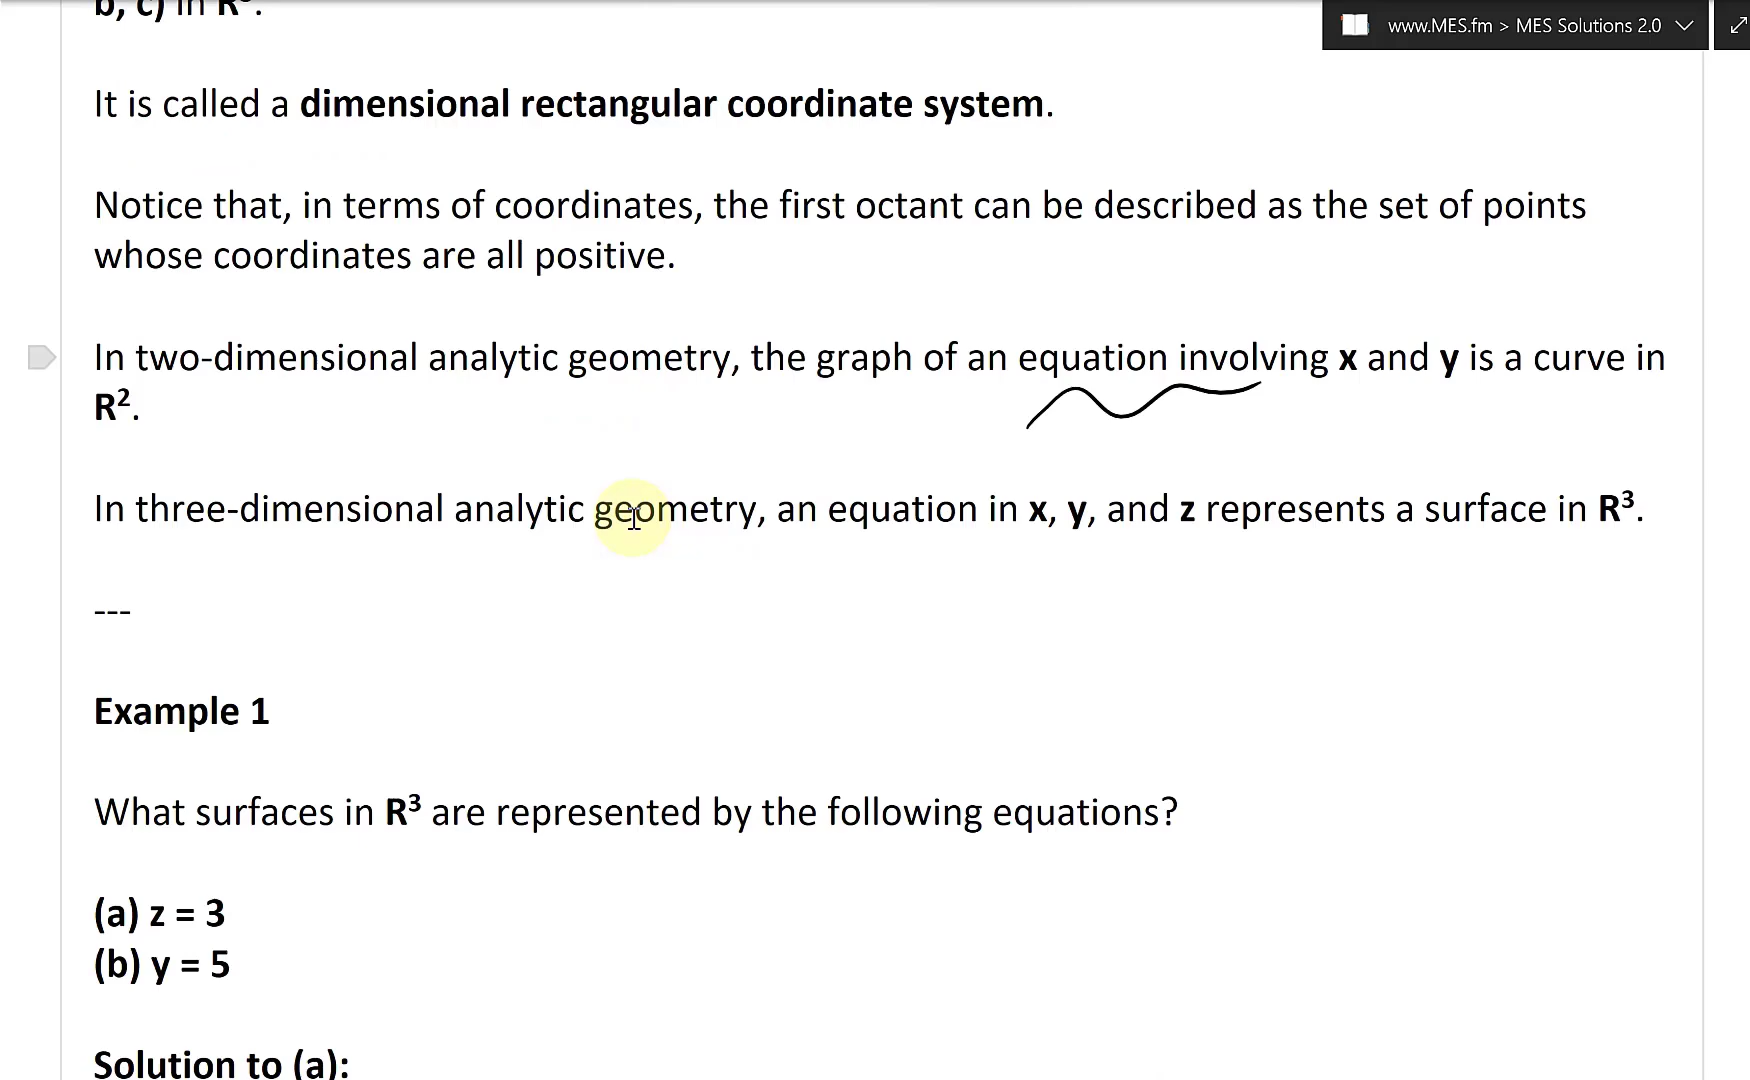 b, c) in R³.
www.MES.fm > MES Solutions 2.0
It is called a dimensional rectangular coordinate system.
Notice that, in terms of coordinates, the first octant can be described as the set of points
whose coordinates are all positive.
In two-dimensional analytic geometry, the graph of an equation involving x and y is a curve in
R².
In three-dimensional analytic geometry, an equation in x, y, and z represents a surface in R³.
---
Example 1
What surfaces in R³ are represented by the following equations?
(a) z = 3
(b) y = 5
Solution to (a):